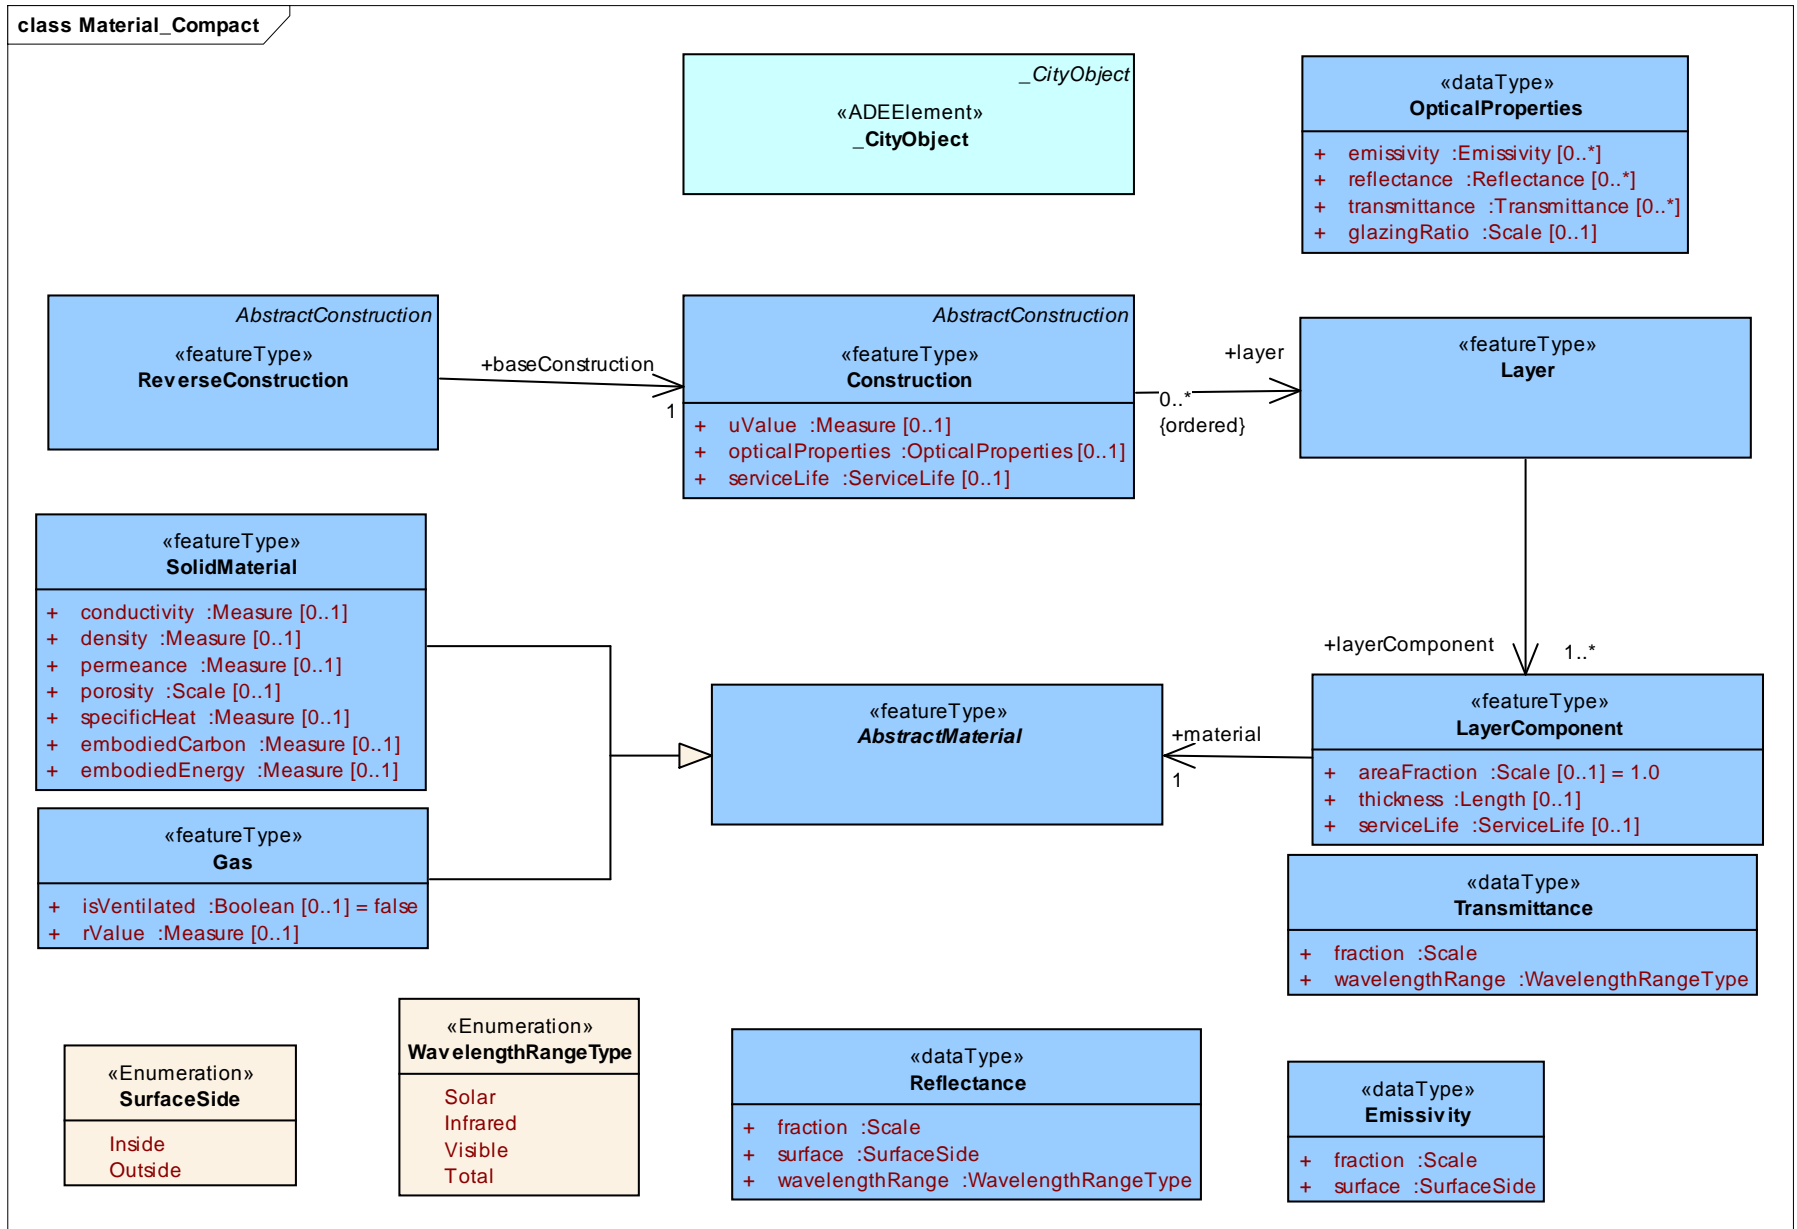 class Material_Compact
_CityObject
«ADEElement»
_CityObject
«dataType»
OpticalProperties
+ emissivity :Emissivity [0..*]
+ reflectance :Reflectance [0..*]
+ transmittance :Transmittance [0..*]
+ glazingRatio :Scale [0..1]
AbstractConstruction
«featureType»
ReverseConstruction
+baseConstruction
1
AbstractConstruction
«featureType»
Construction
+ uValue :Measure [0..1]
+ opticalProperties :OpticalProperties [0..1]
+ serviceLife :ServiceLife [0..1]
+layer
0..*
{ordered}
«featureType»
Layer
«featureType»
SolidMaterial
+ conductivity :Measure [0..1]
+ density :Measure [0..1]
+ permeance :Measure [0..1]
+ porosity :Scale [0..1]
+ specificHeat :Measure [0..1]
+ embodiedCarbon :Measure [0..1]
+ embodiedEnergy :Measure [0..1]
+layerComponent
1..*
«featureType»
AbstractMaterial
+material
1
«featureType»
LayerComponent
+ areaFraction :Scale [0..1] = 1.0
+ thickness :Length [0..1]
+ serviceLife :ServiceLife [0..1]
«featureType»
Gas
+ isVentilated :Boolean [0..1] = false
+ rValue :Measure [0..1]
«dataType»
Transmittance
+ fraction :Scale
+ wavelengthRange :WavelengthRangeType
«Enumeration»
SurfaceSide
Inside
Outside
«Enumeration»
WavelengthRangeType
Solar
Infrared
Visible
Total
«dataType»
Reflectance
+ fraction :Scale
+ surface :SurfaceSide
+ wavelengthRange :WavelengthRangeType
«dataType»
Emissivity
+ fraction :Scale
+ surface :SurfaceSide